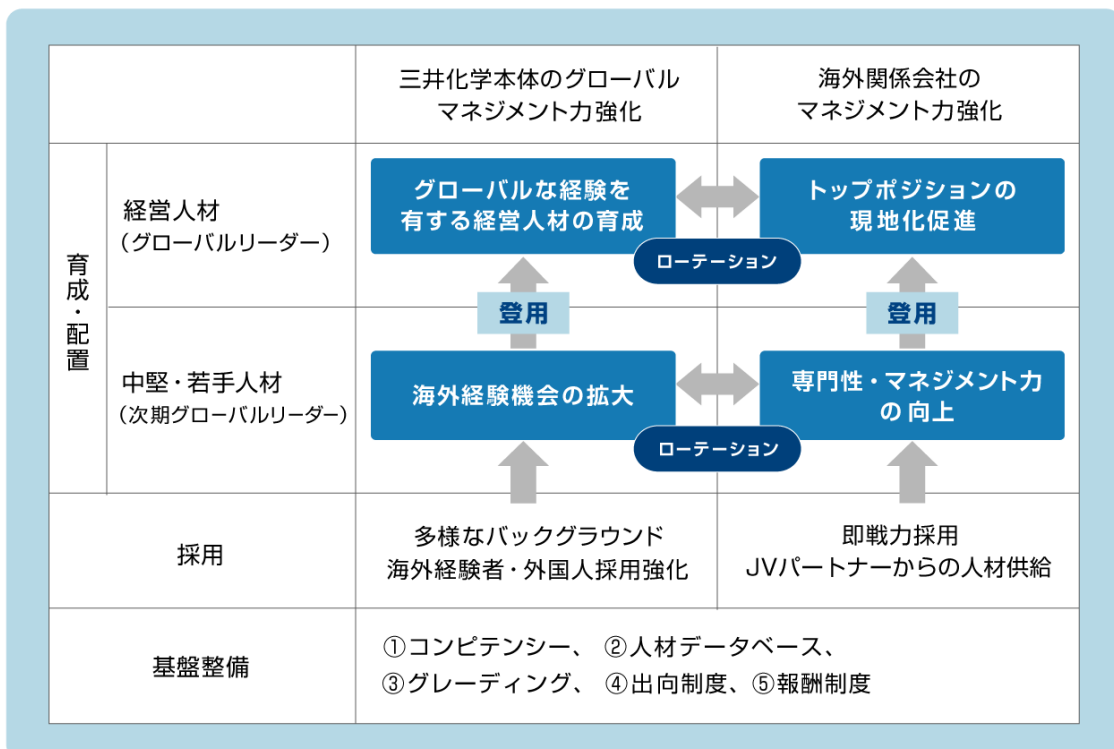 三井化学本体のグローバル
マネジメント力強化
海外関係会社の
マネジメント力強化
育成・配置
経営人材
（グローバルリーダー）
グローバルな経験を
有する経営人材の育成
トップポジションの
現地化促進
ローテーション
登用
登用
中堅・若手人材
（次期グローバルリーダー）
海外経験機会の拡大
専門性・マネジメント力
の向上
ローテーション
採用
多様なバックグラウンド
海外経験者・外国人採用強化
即戦力採用
JVパートナーからの人材供給
基盤整備
①コンピテンシー、 ②人材データベース、
③グレーディング、 ④出向制度、⑤報酬制度